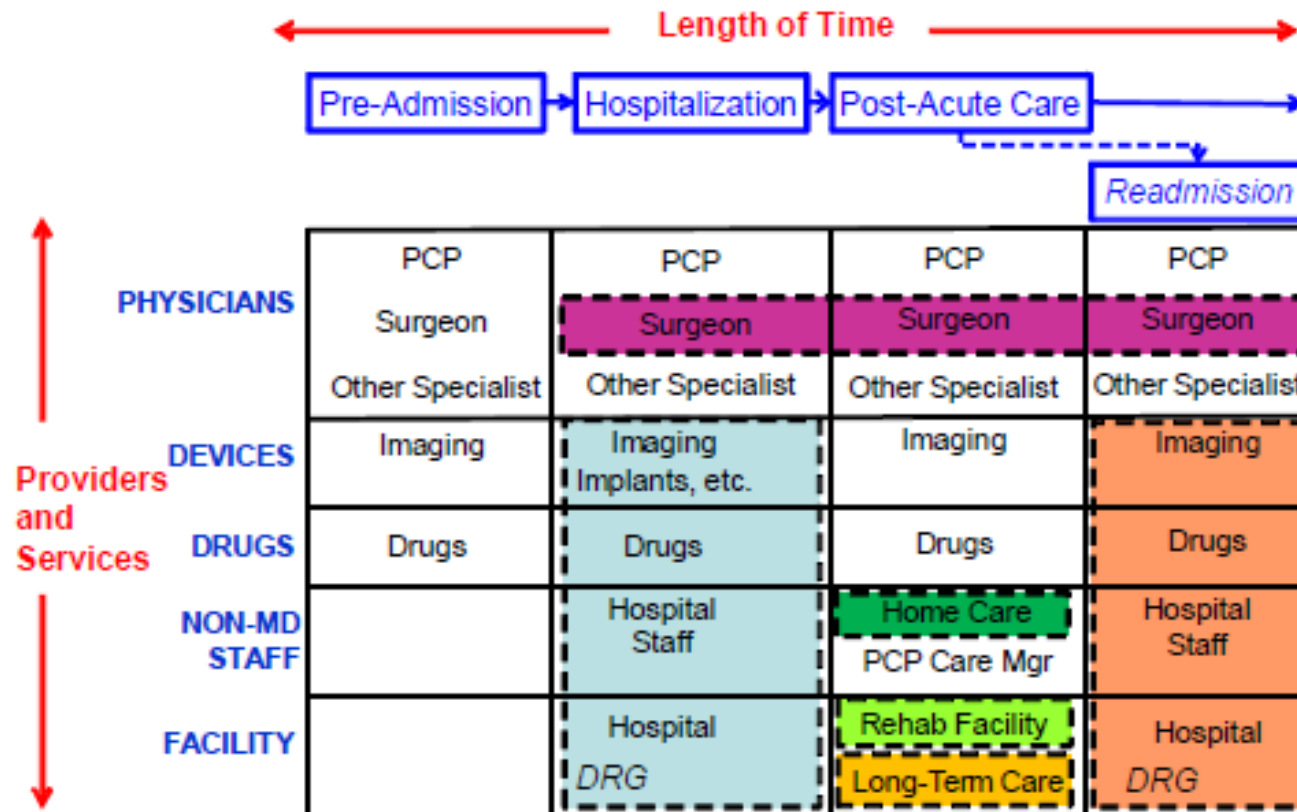 Length of Time
Pre-Admission
Hospitalization
Post-Acute Care
Readmission
Providers
and
Services
PHYSICIANS
PCP
PCP
PCP
PCP
Surgeon
Surgeon
Surgeon
Surgeon
Other Specialist
Other Specialist
Other Specialist
Other Specialist
DEVICES
Imaging
Imaging
Implants, etc.
Imaging
Imaging
DRUGS
Drugs
Drugs
Drugs
Drugs
NON-MD
STAFF
Hospital
Staff
Home Care
PCP Care Mgr
Hospital
Staff
FACILITY
Hospital
DRG
Rehab Facility
Long-Term Care
Hospital
DRG